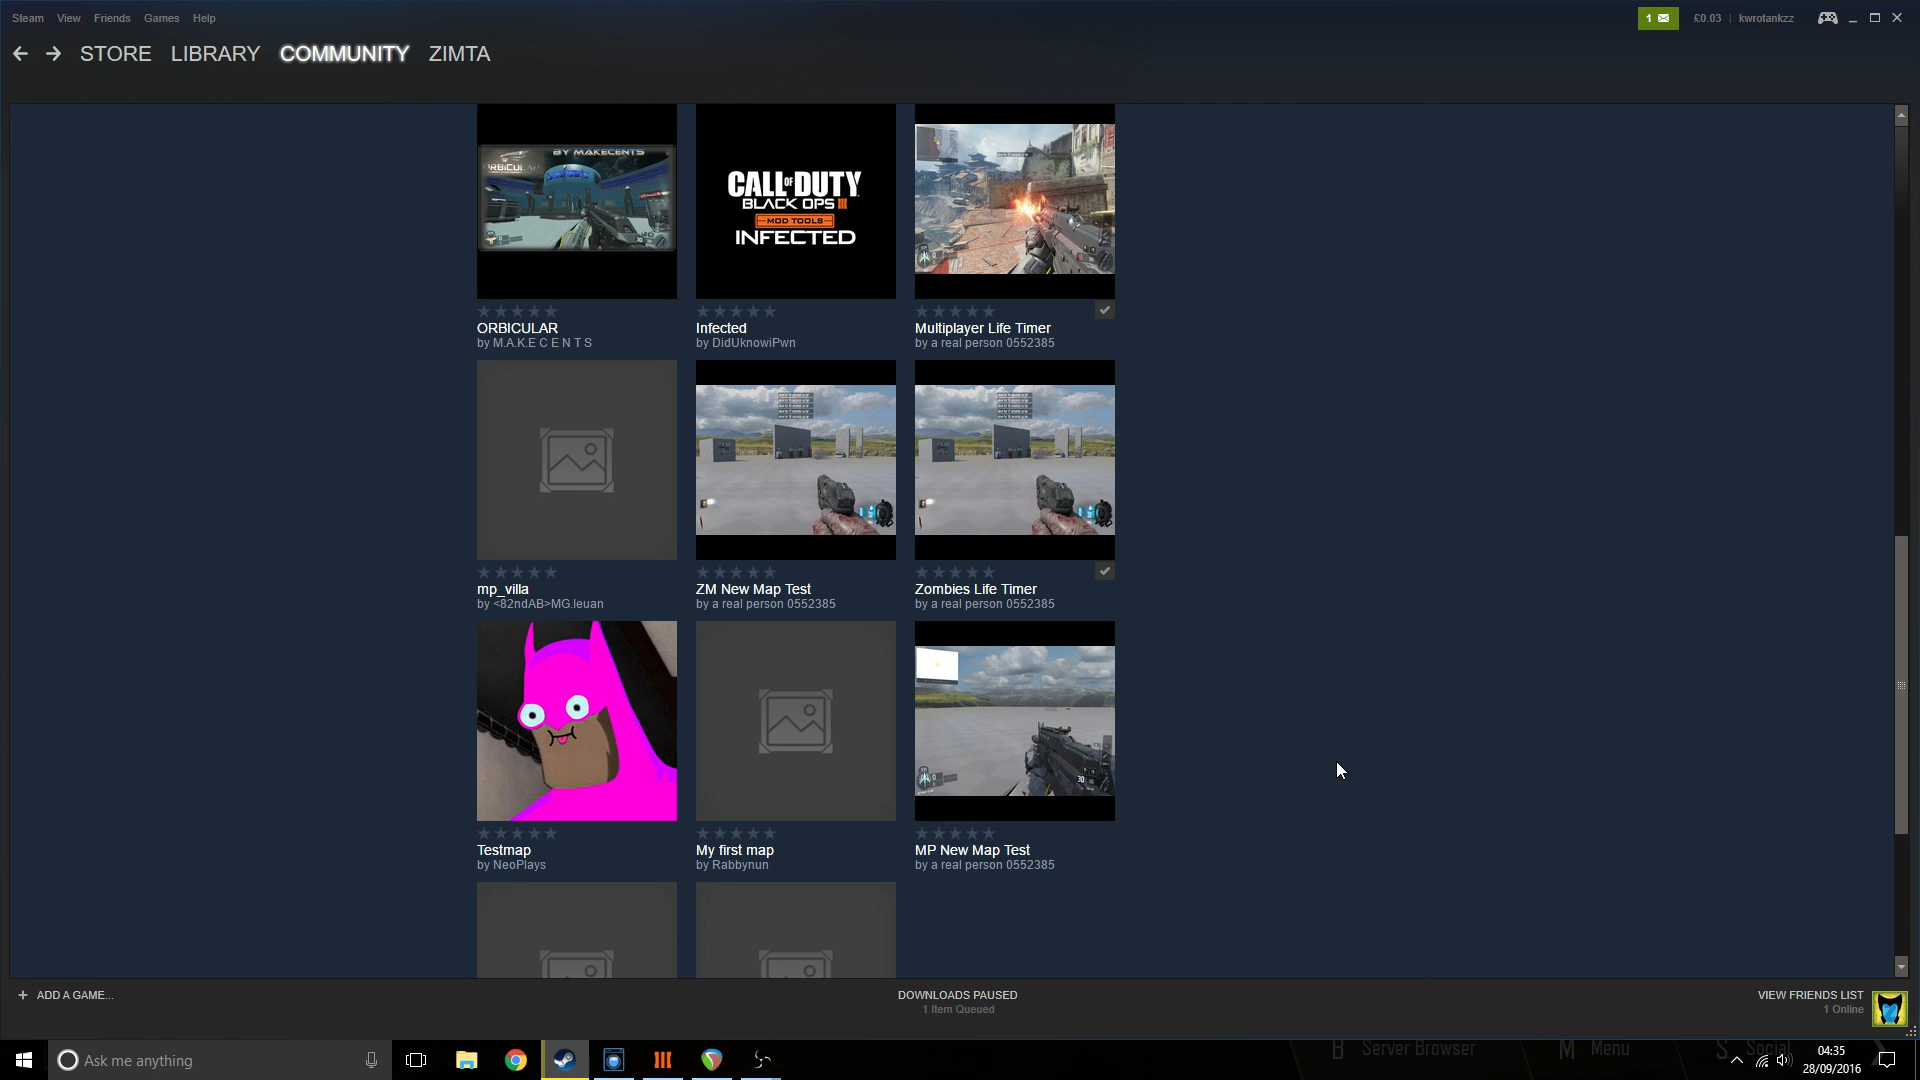 Steam View Friends Games Help
1 £0.03 | kwrotankzz
STORE LIBRARY COMMUNITY ZIMTA
BY MAKECENTS
CALL OF DUTY
BLACK OPS III
MOD TOOLS
INFECTED
ORBICULAR
by M.A.K.E C E N T S
Infected
by DidUknowiPwn
Multiplayer Life Timer
by a real person 0552385
mp_villa
by <82ndAB>MG.Ieuan
ZM New Map Test
by a real person 0552385
Zombies Life Timer
by a real person 0552385
Testmap
by NeoPlays
My first map
by Rabbynun
MP New Map Test
by a real person 0552385
+ ADD A GAME...
DOWNLOADS PAUSED
1 Item Queued
VIEW FRIENDS LIST
1 Online
Ask me anything
Server Browser
M Menu
S Social
04:35
28/09/2016